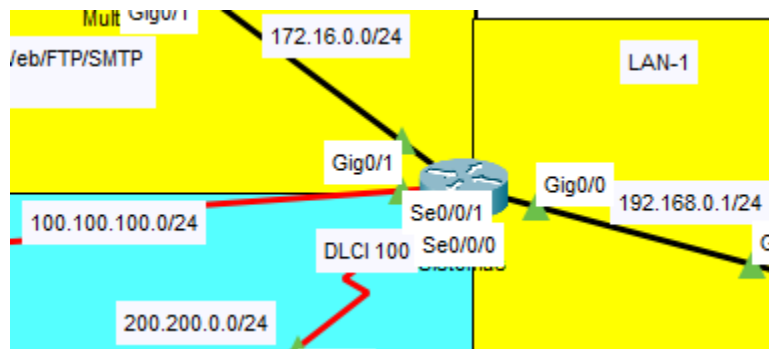 Mult
Gig0/1
172.16.0.0/24
/eb/FTP/SMTP
LAN-1
Gig0/1
Gig0/0
192.168.0.1/24
Se0/0/1
100.100.100.0/24
DLCI 100
Se0/0/0
G
200.200.0.0/24